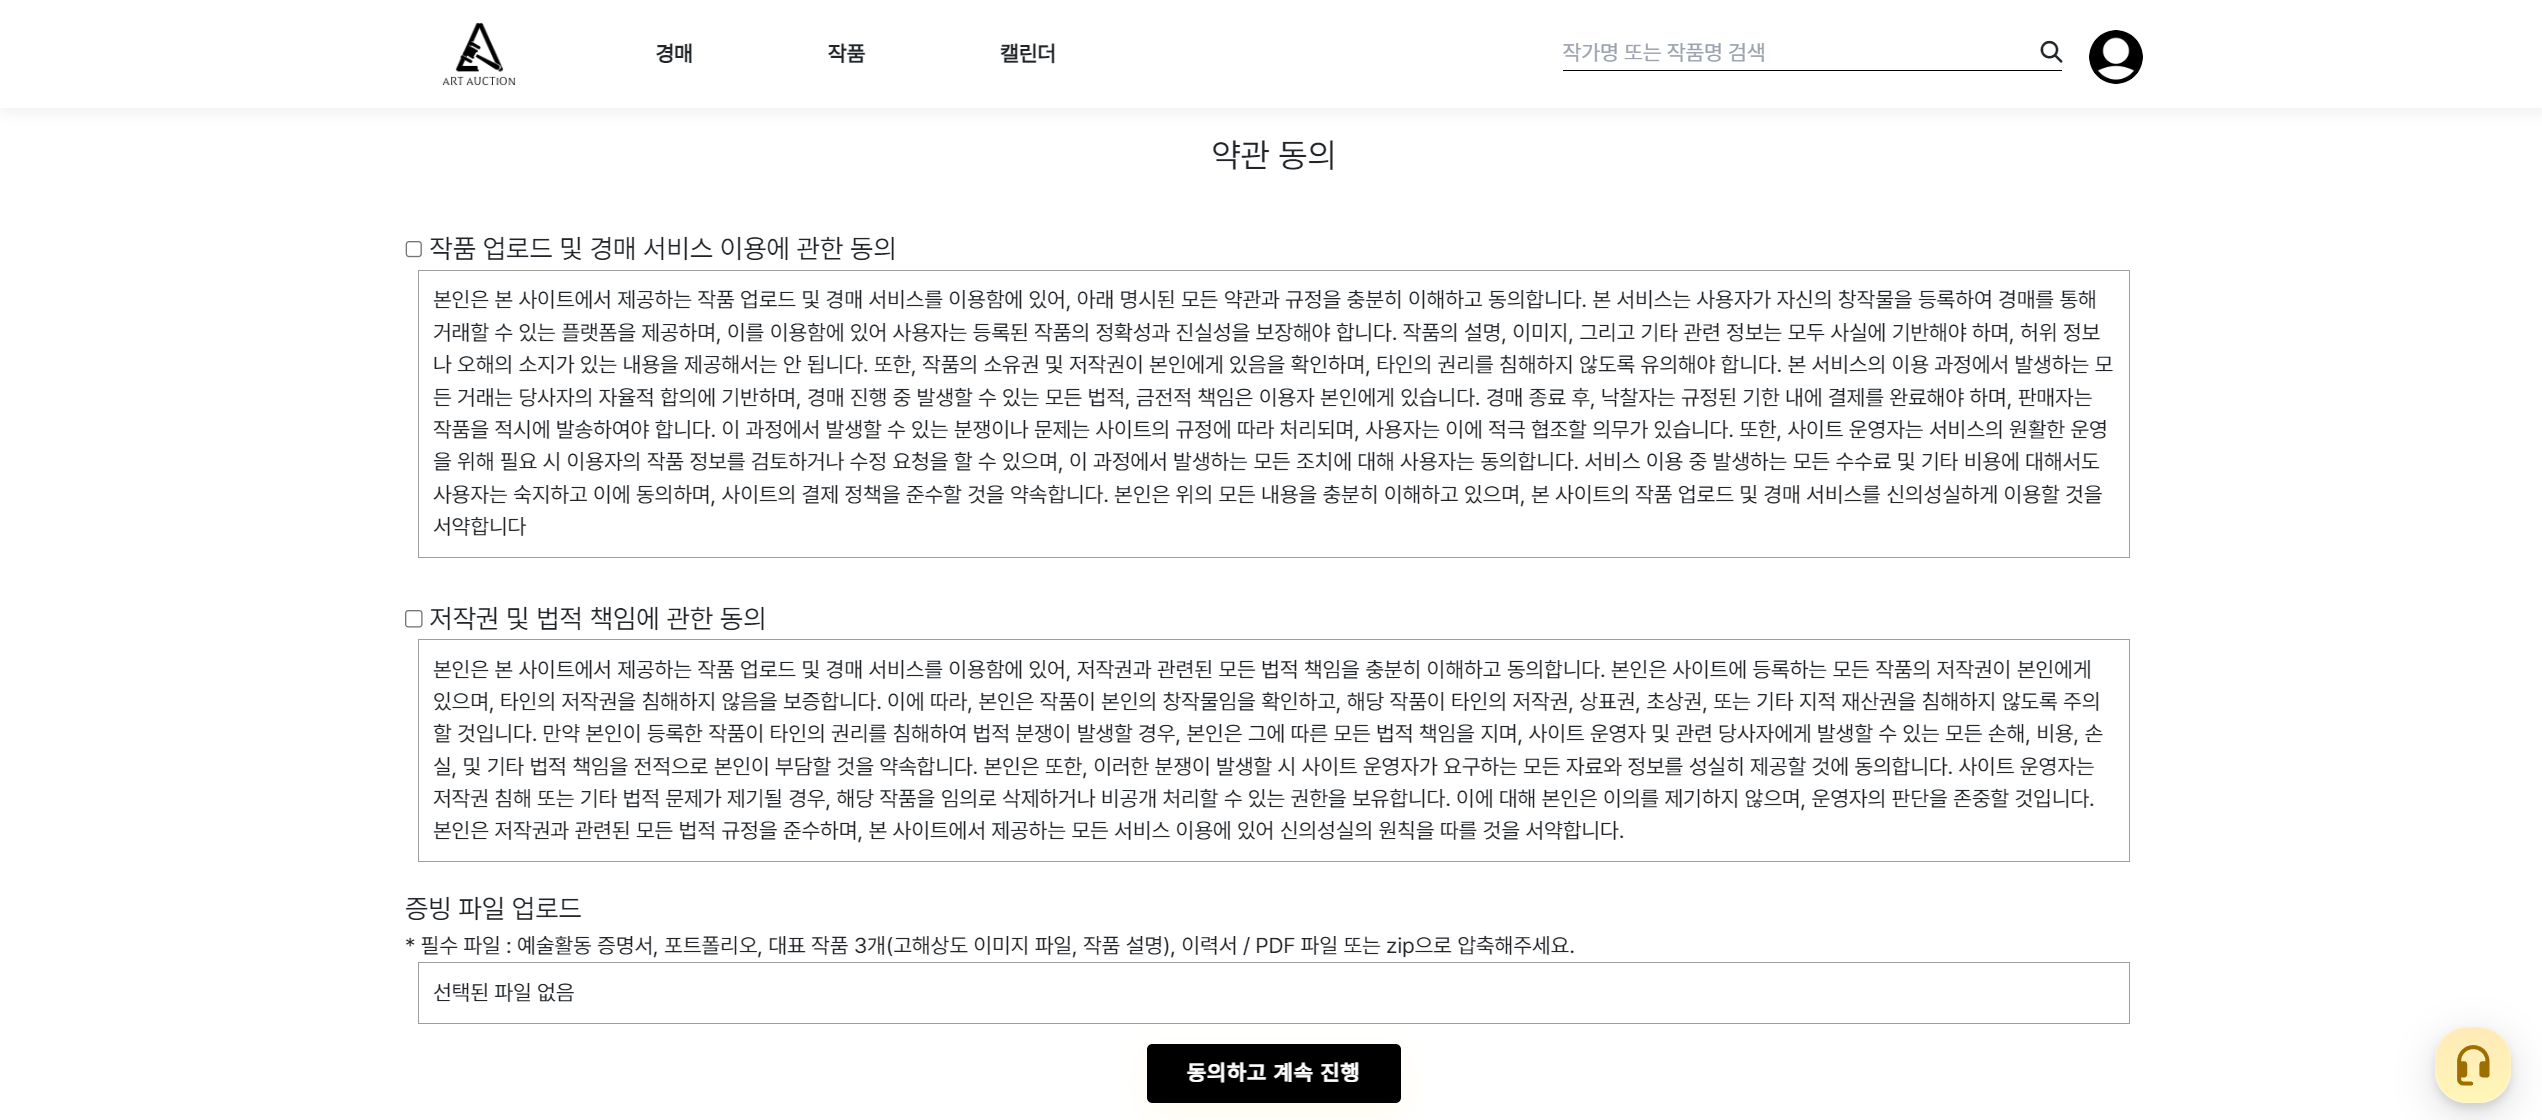 ART AUCTION
경매
작품
캘린더
작가명 또는 작품명 검색
약관 동의
작품 업로드 및 경매 서비스 이용에 관한 동의
본인은 본 사이트에서 제공하는 작품 업로드 및 경매 서비스를 이용함에 있어, 아래 명시된 모든 약관과 규정을 충분히 이해하고 동의합니다. 본 서비스는 사용자가 자신의 창작물을 등록하여 경매를 통해
거래할 수 있는 플랫폼을 제공하며, 이를 이용함에 있어 사용자는 등록된 작품의 정확성과 진실성을 보장해야 합니다. 작품의 설명, 이미지, 그리고 기타 관련 정보는 모두 사실에 기반해야 하며, 허위 정보
나 오해의 소지가 있는 내용을 제공해서는 안 됩니다. 또한, 작품의 소유권 및 저작권이 본인에게 있음을 확인하며, 타인의 권리를 침해하지 않도록 유의해야 합니다. 본 서비스의 이용 과정에서 발생하는 모
든 거래는 당사자의 자율적 합의에 기반하며, 경매 진행 중 발생할 수 있는 모든 법적, 금전적 책임은 이용자 본인에게 있습니다. 경매 종료 후, 낙찰자는 규정된 기한 내에 결제를 완료해야 하며, 판매자는
작품을 적시에 발송하여야 합니다. 이 과정에서 발생할 수 있는 분쟁이나 문제는 사이트의 규정에 따라 처리되며, 사용자는 이에 적극 협조할 의무가 있습니다. 또한, 사이트 운영자는 서비스의 원활한 운영
을 위해 필요 시 이용자의 작품 정보를 검토하거나 수정 요청을 할 수 있으며, 이 과정에서 발생하는 모든 조치에 대해 사용자는 동의합니다. 서비스 이용 중 발생하는 모든 수수료 및 기타 비용에 대해서도
사용자는 숙지하고 이에 동의하며, 사이트의 결제 정책을 준수할 것을 약속합니다. 본인은 위의 모든 내용을 충분히 이해하고 있으며, 본 사이트의 작품 업로드 및 경매 서비스를 신의성실하게 이용할 것을
서약합니다
저작권 및 법적 책임에 관한 동의
본인은 본 사이트에서 제공하는 작품 업로드 및 경매 서비스를 이용함에 있어, 저작권과 관련된 모든 법적 책임을 충분히 이해하고 동의합니다. 본인은 사이트에 등록하는 모든 작품의 저작권이 본인에게
있으며, 타인의 저작권을 침해하지 않음을 보증합니다. 이에 따라, 본인은 작품이 본인의 창작물임을 확인하고, 해당 작품이 타인의 저작권, 상표권, 초상권, 또는 기타 지적 재산권을 침해하지 않도록 주의
할 것입니다. 만약 본인이 등록한 작품이 타인의 권리를 침해하여 법적 분쟁이 발생할 경우, 본인은 그에 따른 모든 법적 책임을 지며, 사이트 운영자 및 관련 당사자에게 발생할 수 있는 모든 손해, 비용, 손
실, 및 기타 법적 책임을 전적으로 본인이 부담할 것을 약속합니다. 본인은 또한, 이러한 분쟁이 발생할 시 사이트 운영자가 요구하는 모든 자료와 정보를 성실히 제공할 것에 동의합니다. 사이트 운영자는
저작권 침해 또는 기타 법적 문제가 제기될 경우, 해당 작품을 임의로 삭제하거나 비공개 처리할 수 있는 권한을 보유합니다. 이에 대해 본인은 이의를 제기하지 않으며, 운영자의 판단을 존중할 것입니다.
본인은 저작권과 관련된 모든 법적 규정을 준수하며, 본 사이트에서 제공하는 모든 서비스 이용에 있어 신의성실의 원칙을 따를 것을 서약합니다.
증빙 파일 업로드
* 필수 파일 : 예술활동 증명서, 포트폴리오, 대표 작품 3개(고해상도 이미지 파일, 작품 설명), 이력서 / PDF 파일 또는 zip으로 압축해주세요.
선택된 파일 없음
동의하고 계속 진행